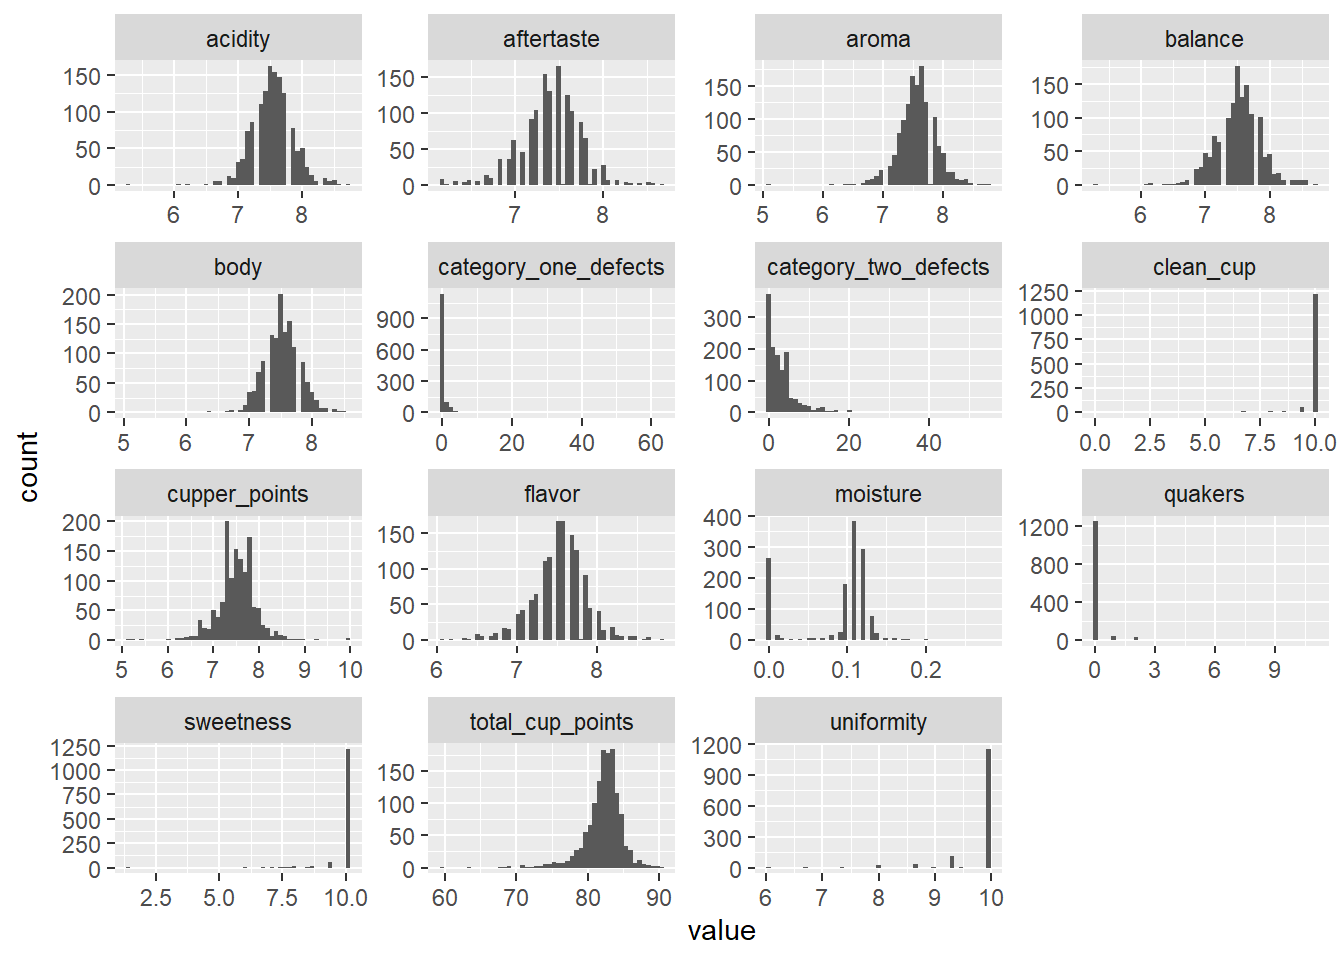 acidity aftertaste aroma balance
150 150 150 150
100 100 100 100
50 50 50 50
0 0 0 0
6 7 8 7 8 5 6 7 8 6 7 8
body category_one_defects category_two_defects clean_cup
200 900 300 1250
150 600 200 1000
100 300 100 750
50 0 0 500
0 250
0
5 6 7 8 0 20 40 60 0 20 40 0.0 2.5 5.0 7.5 10.0
count
cupper_points flavor moisture quakers
200 150 400 1200
150 100 300 800
100 50 200 400
50 0 100 0
0 0
5 6 7 8 9 10 6 7 8 0.0 0.1 0.2 0 3 6 9
sweetness total_cup_points uniformity
1250 150 1200
1000 100 900
750 50 600
500 0 300
250 0
0
2.5 5.0 7.5 10.0 60 70 80 90 6 7 8 9 10
value